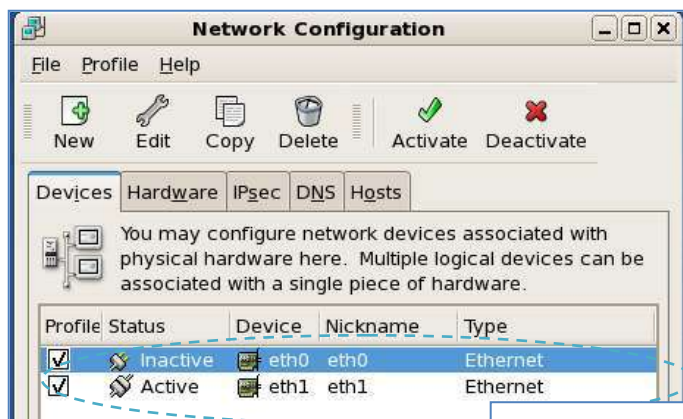 Network Configuration
File Profile Help
New Edit Copy Delete Activate Deactivate
Devices Hardware IPsec DNS Hosts
You may configure network devices associated with
physical hardware here. Multiple logical devices can be
associated with a single piece of hardware.
Profile Status Device Nickname Type
Inactive eth0 eth0 Ethernet
Active eth1 eth1 Ethernet